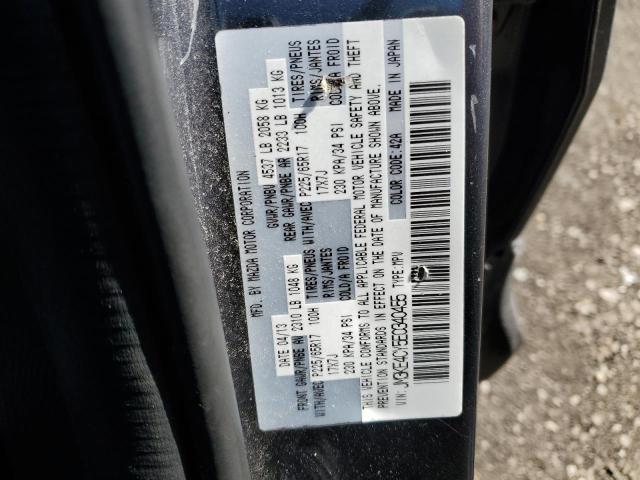 MFD. BY MAZDA MOTOR CORPORATION
DATE 04/13 GVWR/PNBV 4537 LB 2058 KG
FRONT GAWR/PNBE AV 2310 LB 1048 KG REAR GAWR/PNBE AR 2233 LB 1013 KG
WITH/AVEC TIRES/PNEUS P225/65R17 100H WITH/AVEC TIRES/PNEUS P225/65R17 100H
RIMS/JANTES 17X7J RIMS/JANTES 17X7J
COLD/A FROID 230 KPA/34 PSI COLD/A FROID 230 KPA/34 PSI
THIS VEHICLE CONFORMS TO ALL APPLICABLE FEDERAL MOTOR VEHICLE SAFETY AND THEFT
PREVENTION STANDARDS IN EFFECT ON THE DATE OF MANUFACTURE SHOWN ABOVE.
VIN: TYPE: MPV COLOR CODE: 42A MADE IN JAPAN